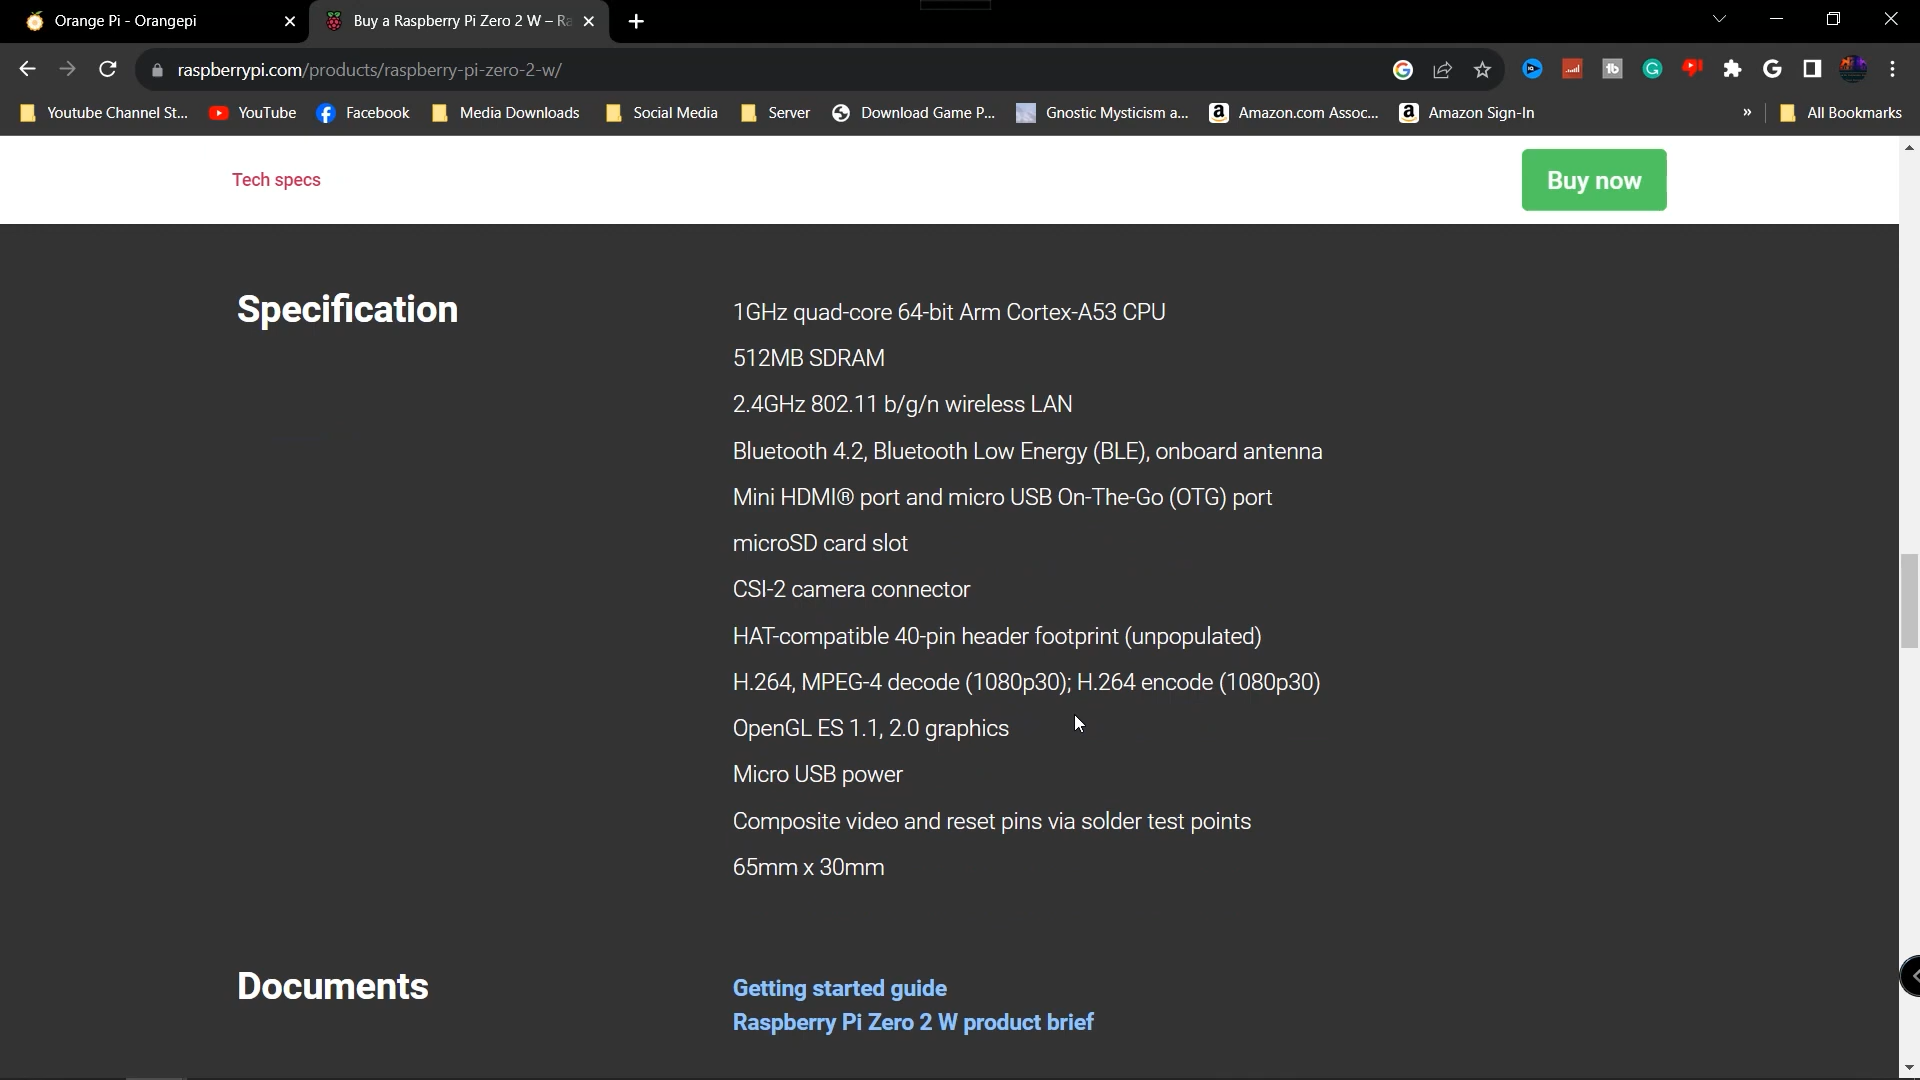 Orange Pi - Orangepi
Buy a Raspberry Pi Zero 2 W – Ra
raspberrypi.com/products/raspberry-pi-zero-2-w/
Youtube Channel St... YouTube Facebook Media Downloads Social Media Server Download Game P... Gnostic Mysticism a... Amazon.com Assoc... Amazon Sign-In » All Bookmarks
Tech specs
Buy now
Specification
1GHz quad-core 64-bit Arm Cortex-A53 CPU
512MB SDRAM
2.4GHz 802.11 b/g/n wireless LAN
Bluetooth 4.2, Bluetooth Low Energy (BLE), onboard antenna
Mini HDMI® port and micro USB On-The-Go (OTG) port
microSD card slot
CSI-2 camera connector
HAT-compatible 40-pin header footprint (unpopulated)
H.264, MPEG-4 decode (1080p30); H.264 encode (1080p30)
OpenGL ES 1.1, 2.0 graphics
Micro USB power
Composite video and reset pins via solder test points
65mm x 30mm
Documents
Getting started guide
Raspberry Pi Zero 2 W product brief